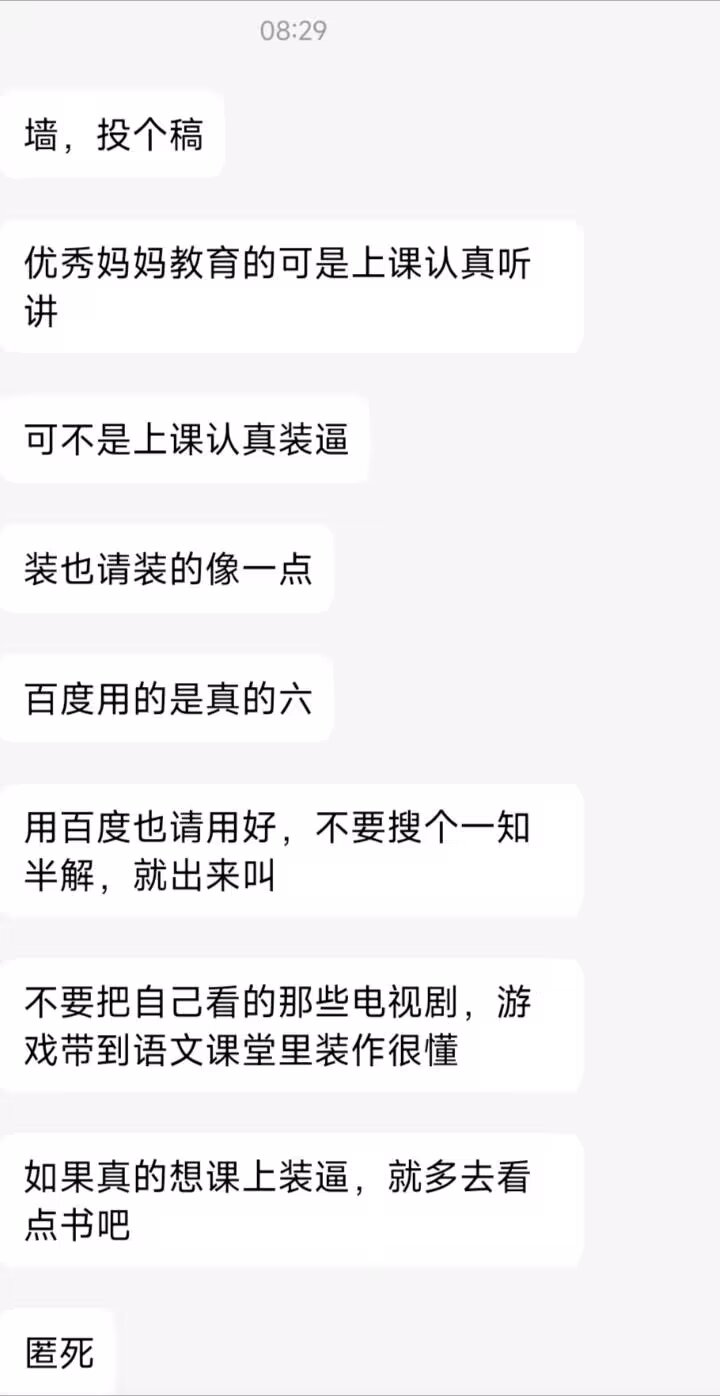 08:29
墙，投个稿
优秀妈妈教育的可是上课认真听
讲
可不是上课认真装逼
装也请装的像一点
百度用的是真的六
用百度也请用好，不要搜个一知
半解，就出来叫
不要把自己看的那些电视剧，游
戏带到语文课堂里装作很懂
如果真的想课上装逼，就多去看
点书吧
匿死